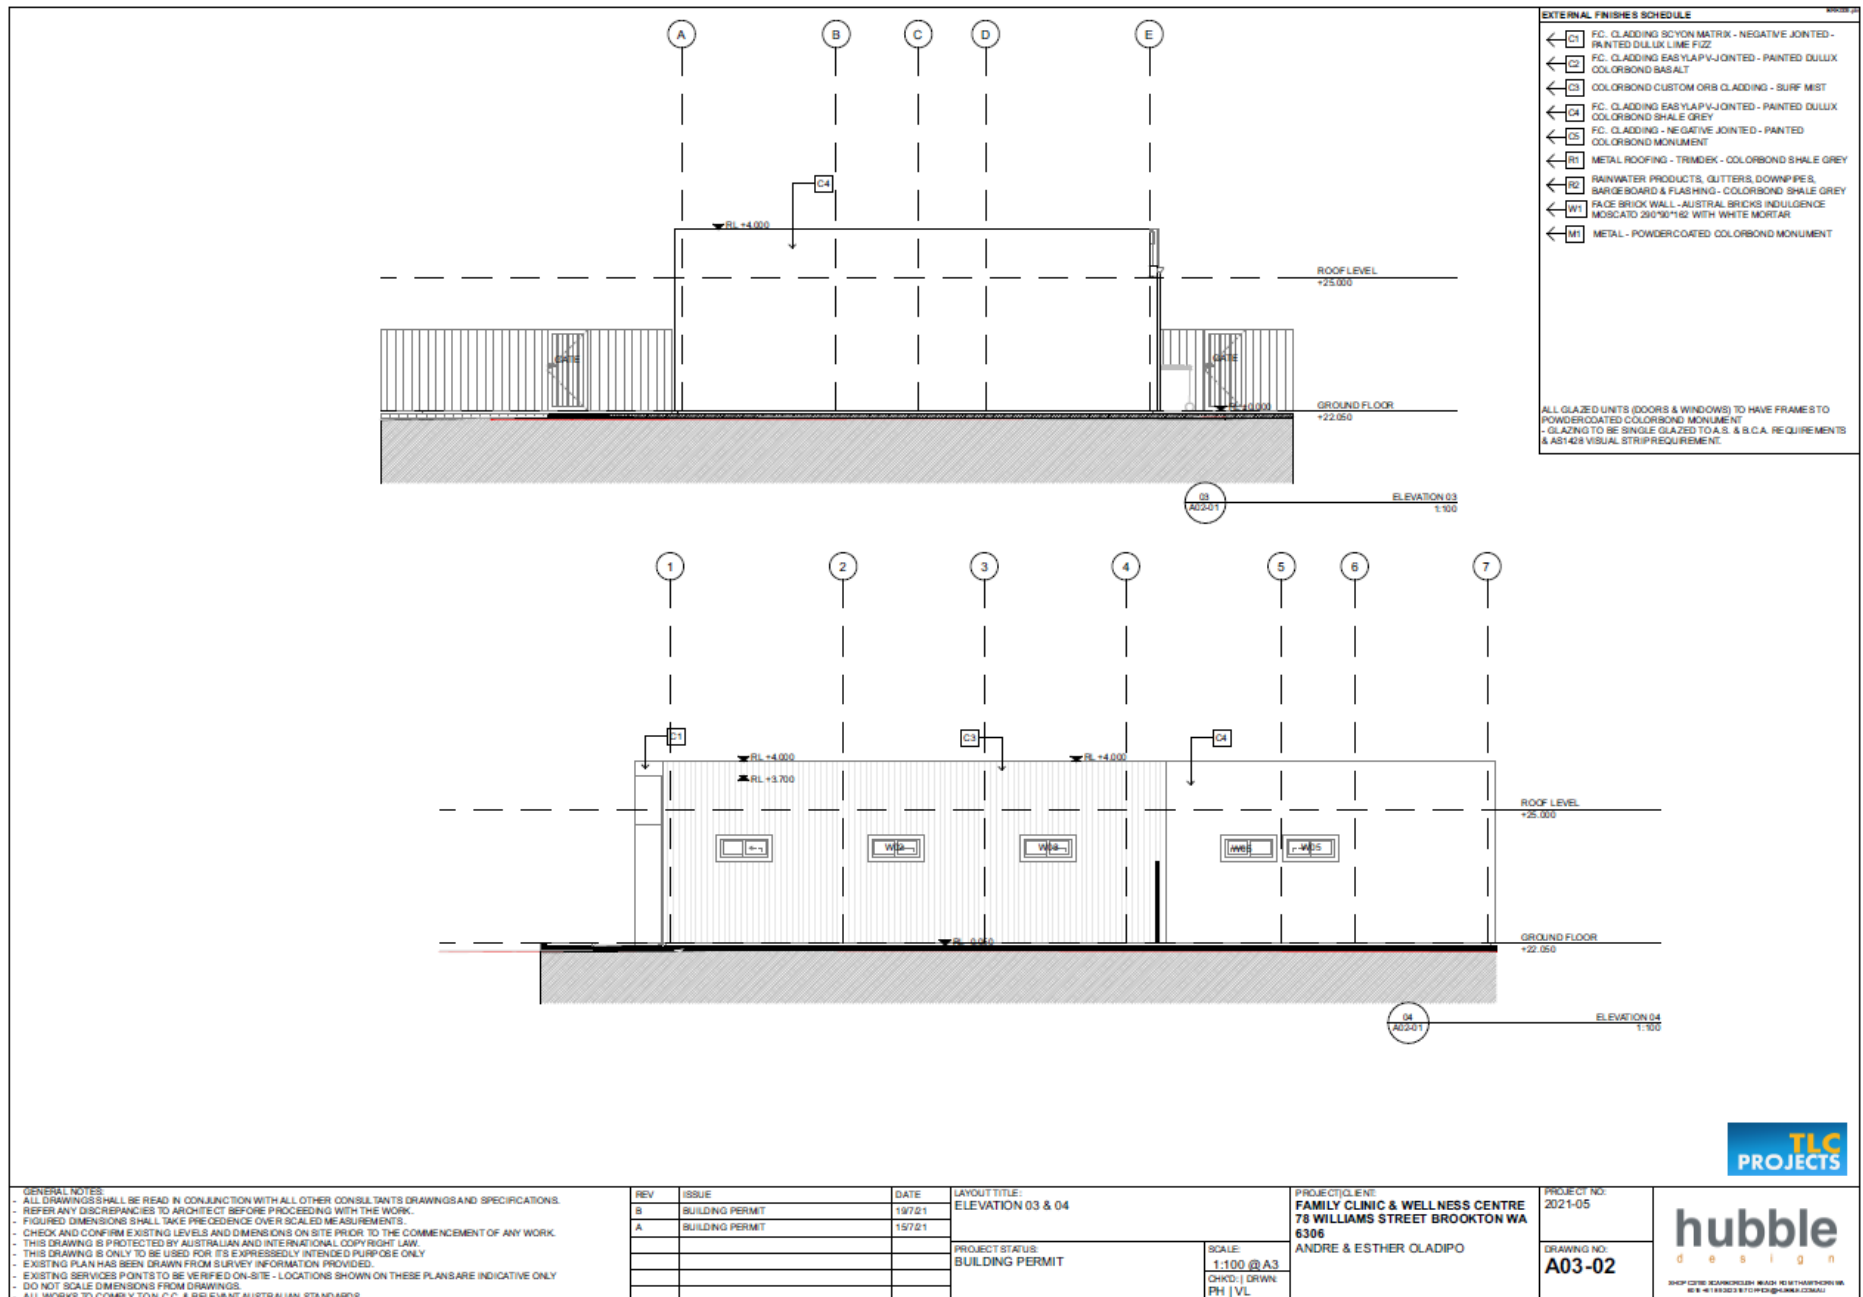 A B C D E
EXTERNAL FINISHES SCHEDULE
C1 F.C. CLADDING SCYON MATRIX - NEGATIVE JOINTED -
PAINTED DULUX LIME FIZZ
C2 F.C. CLADDING EASYLAP V-JOINTED - PAINTED DULUX
COLORBOND BASALT
C3 COLORBOND CUSTOM ORB CLADDING - SURF MIST
C4 F.C. CLADDING EASYLAP V-JOINTED - PAINTED DULUX
COLORBOND SHALE GREY
C5 F.C. CLADDING - NEGATIVE JOINTED - PAINTED
COLORBOND MONUMENT
R1 METAL ROOFING - TRIMDEK - COLORBOND SHALE GREY
R2 RAINWATER PRODUCTS, GUTTERS, DOWNPIPES,
BARGEBOARD & FLASHING - COLORBOND SHALE GREY
W1 FACE BRICK WALL - AUSTRAL BRICKS INDULGENCE
MOSCATO 290*90*162 WITH WHITE MORTAR
M1 METAL - POWDERCOATED COLORBOND MONUMENT
ALL GLAZED UNITS (DOORS & WINDOWS) TO HAVE FRAMES TO
POWDERCOATED COLORBOND MONUMENT
- GLAZING TO BE SINGLE GLAZED TO A.S. & B.C.A. REQUIREMENTS
& AS1428 VISUAL STRIP REQUIREMENT.
C4
RL +4.000
ROOF LEVEL
+25.000
GATE
GATE
RL ±0.000
GROUND FLOOR
+22.050
03
A02-01
ELEVATION 03
1:100
1 2 3 4 5 6 7
C1
C3
C4
RL +4.000
RL +4.000
RL +3.700
ROOF LEVEL
+25.000
W05
GROUND FLOOR
+22.050
04
A02-01
ELEVATION 04
1:100
TLC
PROJECTS
GENERAL NOTES:
- ALL DRAWINGS SHALL BE READ IN CONJUNCTION WITH ALL OTHER CONSULTANTS DRAWINGS AND SPECIFICATIONS.
- REFER ANY DISCREPANCIES TO ARCHITECT BEFORE PROCEEDING WITH THE WORK.
- FIGURED DIMENSIONS SHALL TAKE PRECEDENCE OVER SCALED MEASUREMENTS.
- CHECK AND CONFIRM EXISTING LEVELS AND DIMENSIONS ON SITE PRIOR TO THE COMMENCEMENT OF ANY WORK.
- THIS DRAWING IS PROTECTED BY AUSTRALIAN AND INTERNATIONAL COPYRIGHT LAW.
- THIS DRAWING IS ONLY TO BE USED FOR ITS EXPRESSEDLY INTENDED PURPOSE ONLY
- EXISTING PLAN HAS BEEN DRAWN FROM SURVEY INFORMATION PROVIDED.
- EXISTING SERVICES POINTS TO BE VERIFIED ON-SITE - LOCATIONS SHOWN ON THESE PLANS ARE INDICATIVE ONLY
- DO NOT SCALE DIMENSIONS FROM DRAWINGS.
- ALL WORKS TO COMPLY TO N.C.C. & RELEVANT AUSTRALIAN STANDARDS
REV ISSUE DATE
B BUILDING PERMIT 19/7/21
A BUILDING PERMIT 15/7/21
LAYOUT TITLE:
ELEVATION 03 & 04
PROJECT STATUS:
BUILDING PERMIT
SCALE:
1:100 @ A3
CHK'D: | DRWN:
PH | VL
PROJECT|CLIENT:
FAMILY CLINIC & WELLNESS CENTRE
78 WILLIAMS STREET BROOKTON WA
6306
ANDRE & ESTHER OLADIPO
PROJECT NO:
2021-05
DRAWING NO:
A03-02
hubble
design